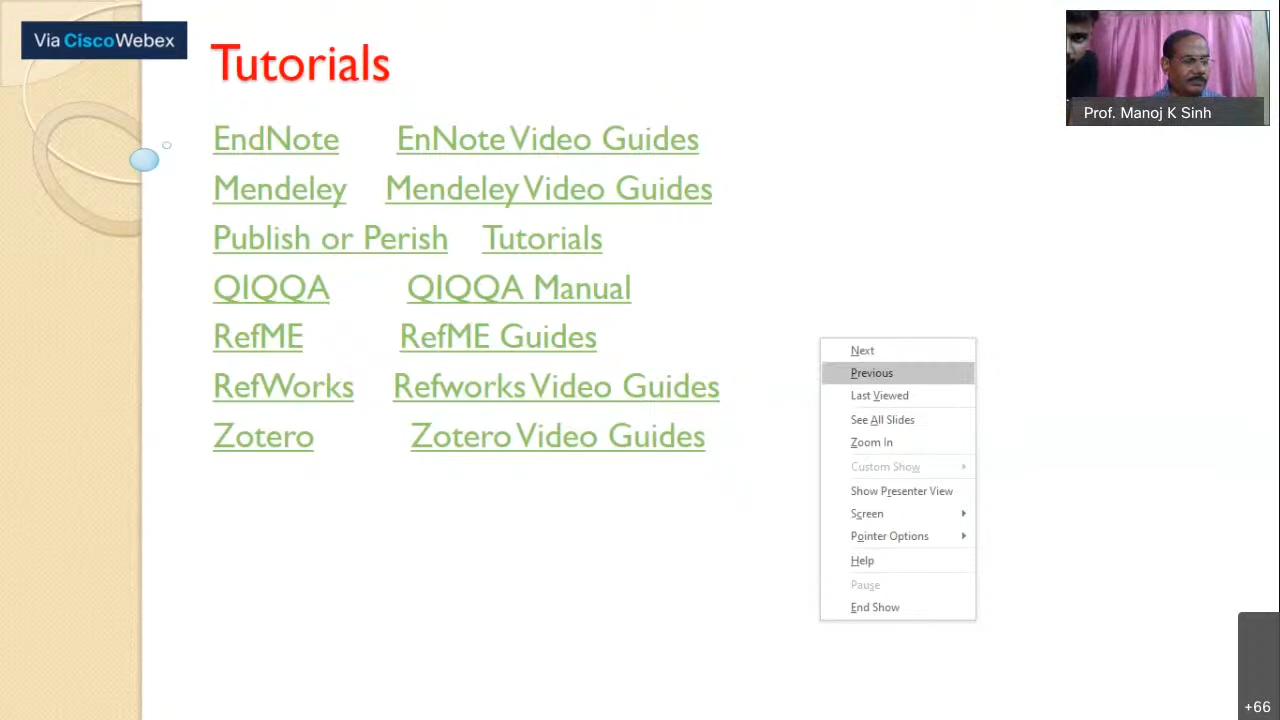 Via CiscoWebex
Tutorials
Prof. Manoj K Sinh
EndNote EnNote Video Guides
Mendeley Mendeley Video Guides
Publish or Perish Tutorials
QIQQA QIQQA Manual
RefME RefME Guides
RefWorks Refworks Video Guides
Zotero Zotero Video Guides
Next
Previous
Last Viewed
See All Slides
Zoom In
Custom Show
Show Presenter View
Screen
Pointer Options
Help
Pause
End Show
+66